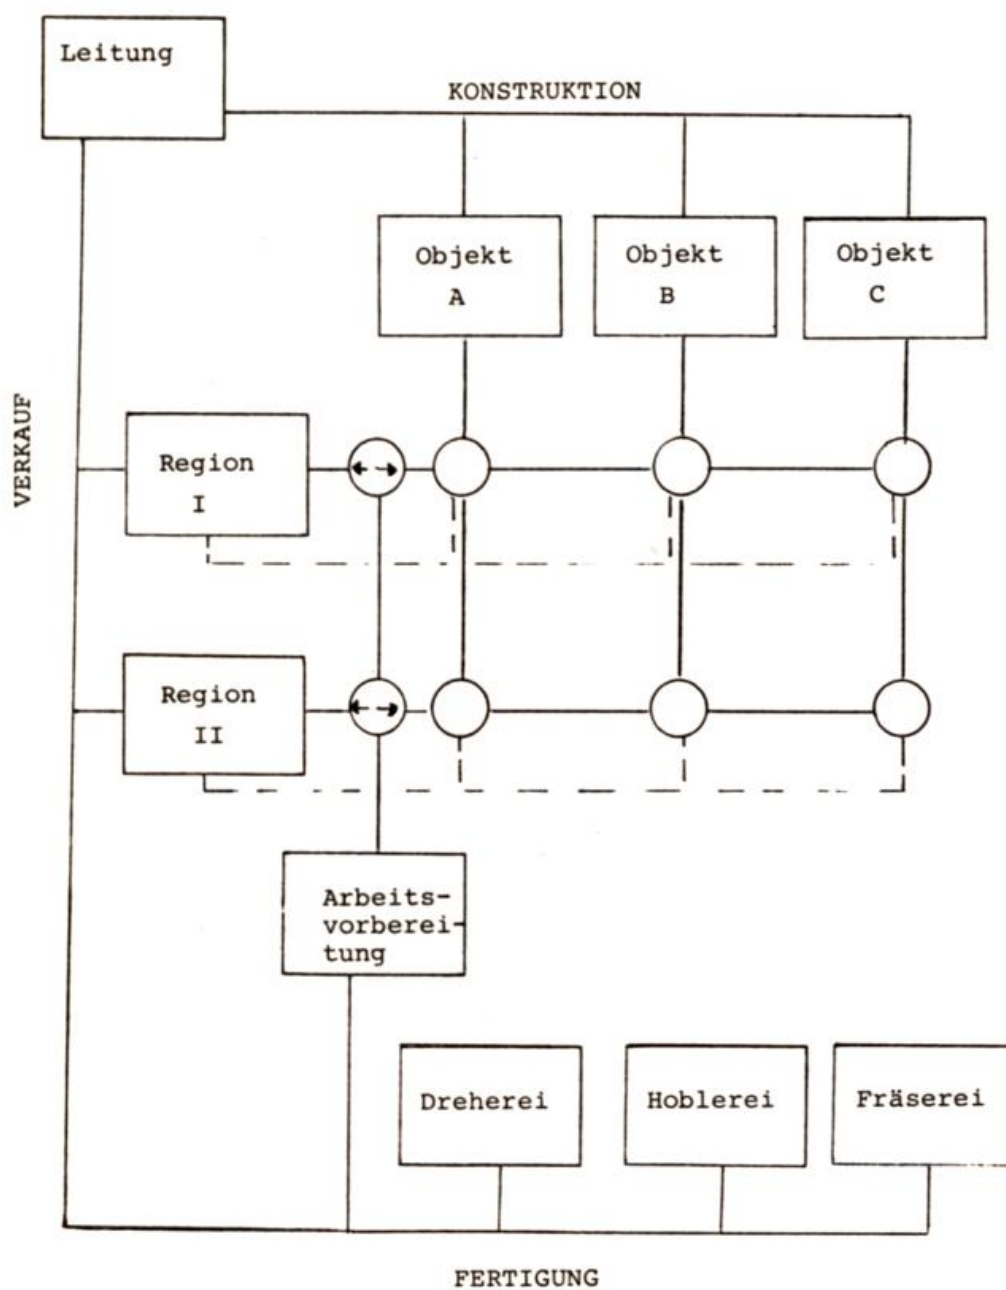 Leitung
KONSTRUKTION
Objekt
A
Objekt
B
Objekt
C
VERKAUF
Region
I
Region
II
Arbeits-
vorberei-
tung
Dreherei
Hoblerei
Fräserei
FERTIGUNG